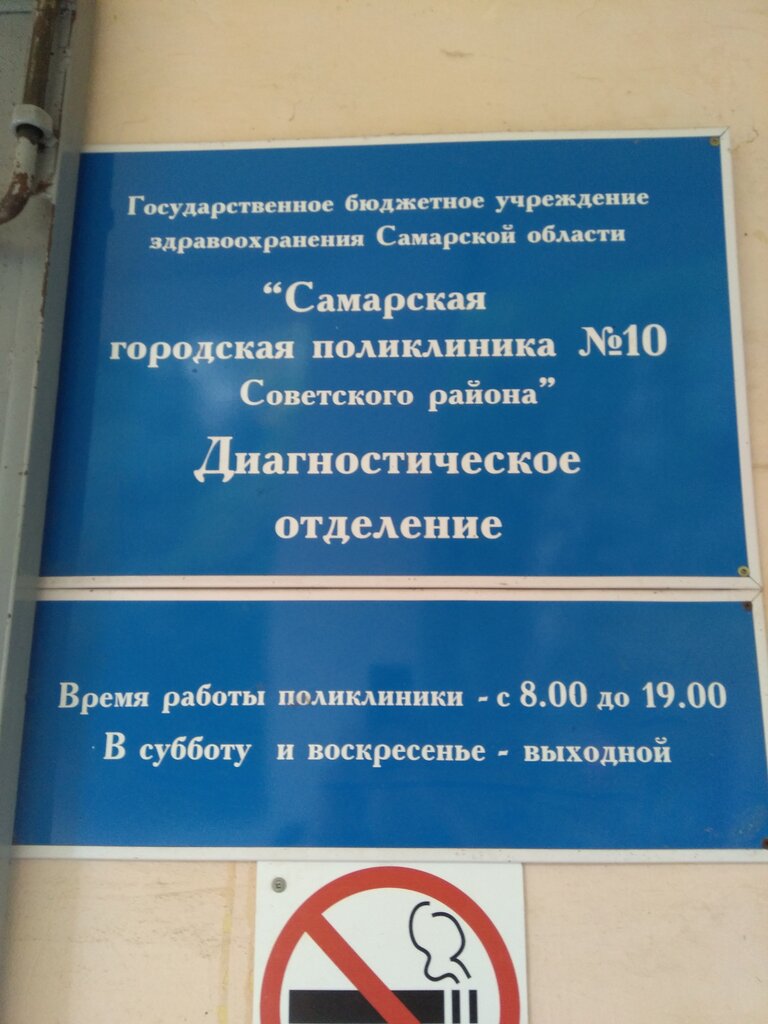 Государственное бюджетное учреждение
здравоохранения Самарской области
“Самарская
городская поликлиника №10
Советского района”
Диагностическое
отделение
Время работы поликлиники - с 8.00 до 19.00
В субботу и воскресенье - выходной